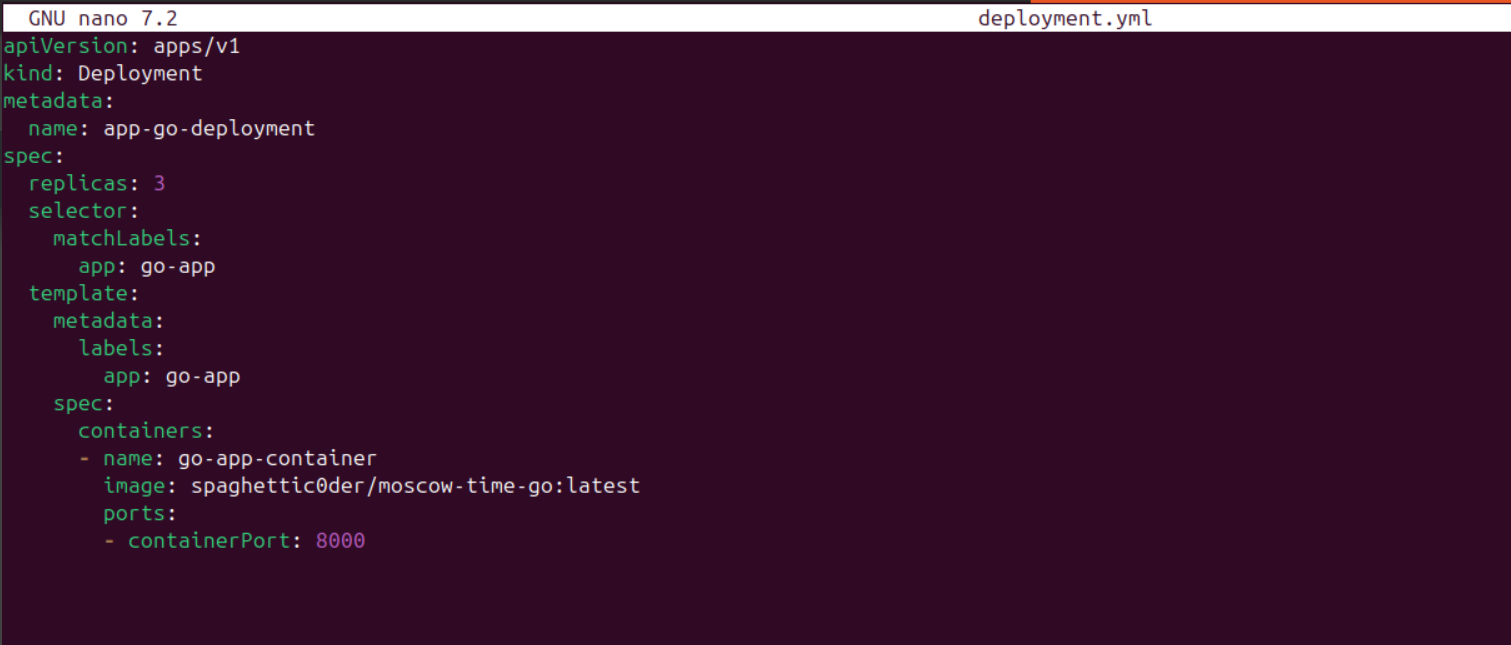 GNU nano 7.2 deployment.yml
apiVersion: apps/v1
kind: Deployment
metadata:
  name: app-go-deployment
spec:
  replicas: 3
  selector:
    matchLabels:
      app: go-app
  template:
    metadata:
      labels:
        app: go-app
    spec:
      containers:
      - name: go-app-container
        image: spaghettic0der/moscow-time-go:latest
        ports:
        - containerPort: 8000